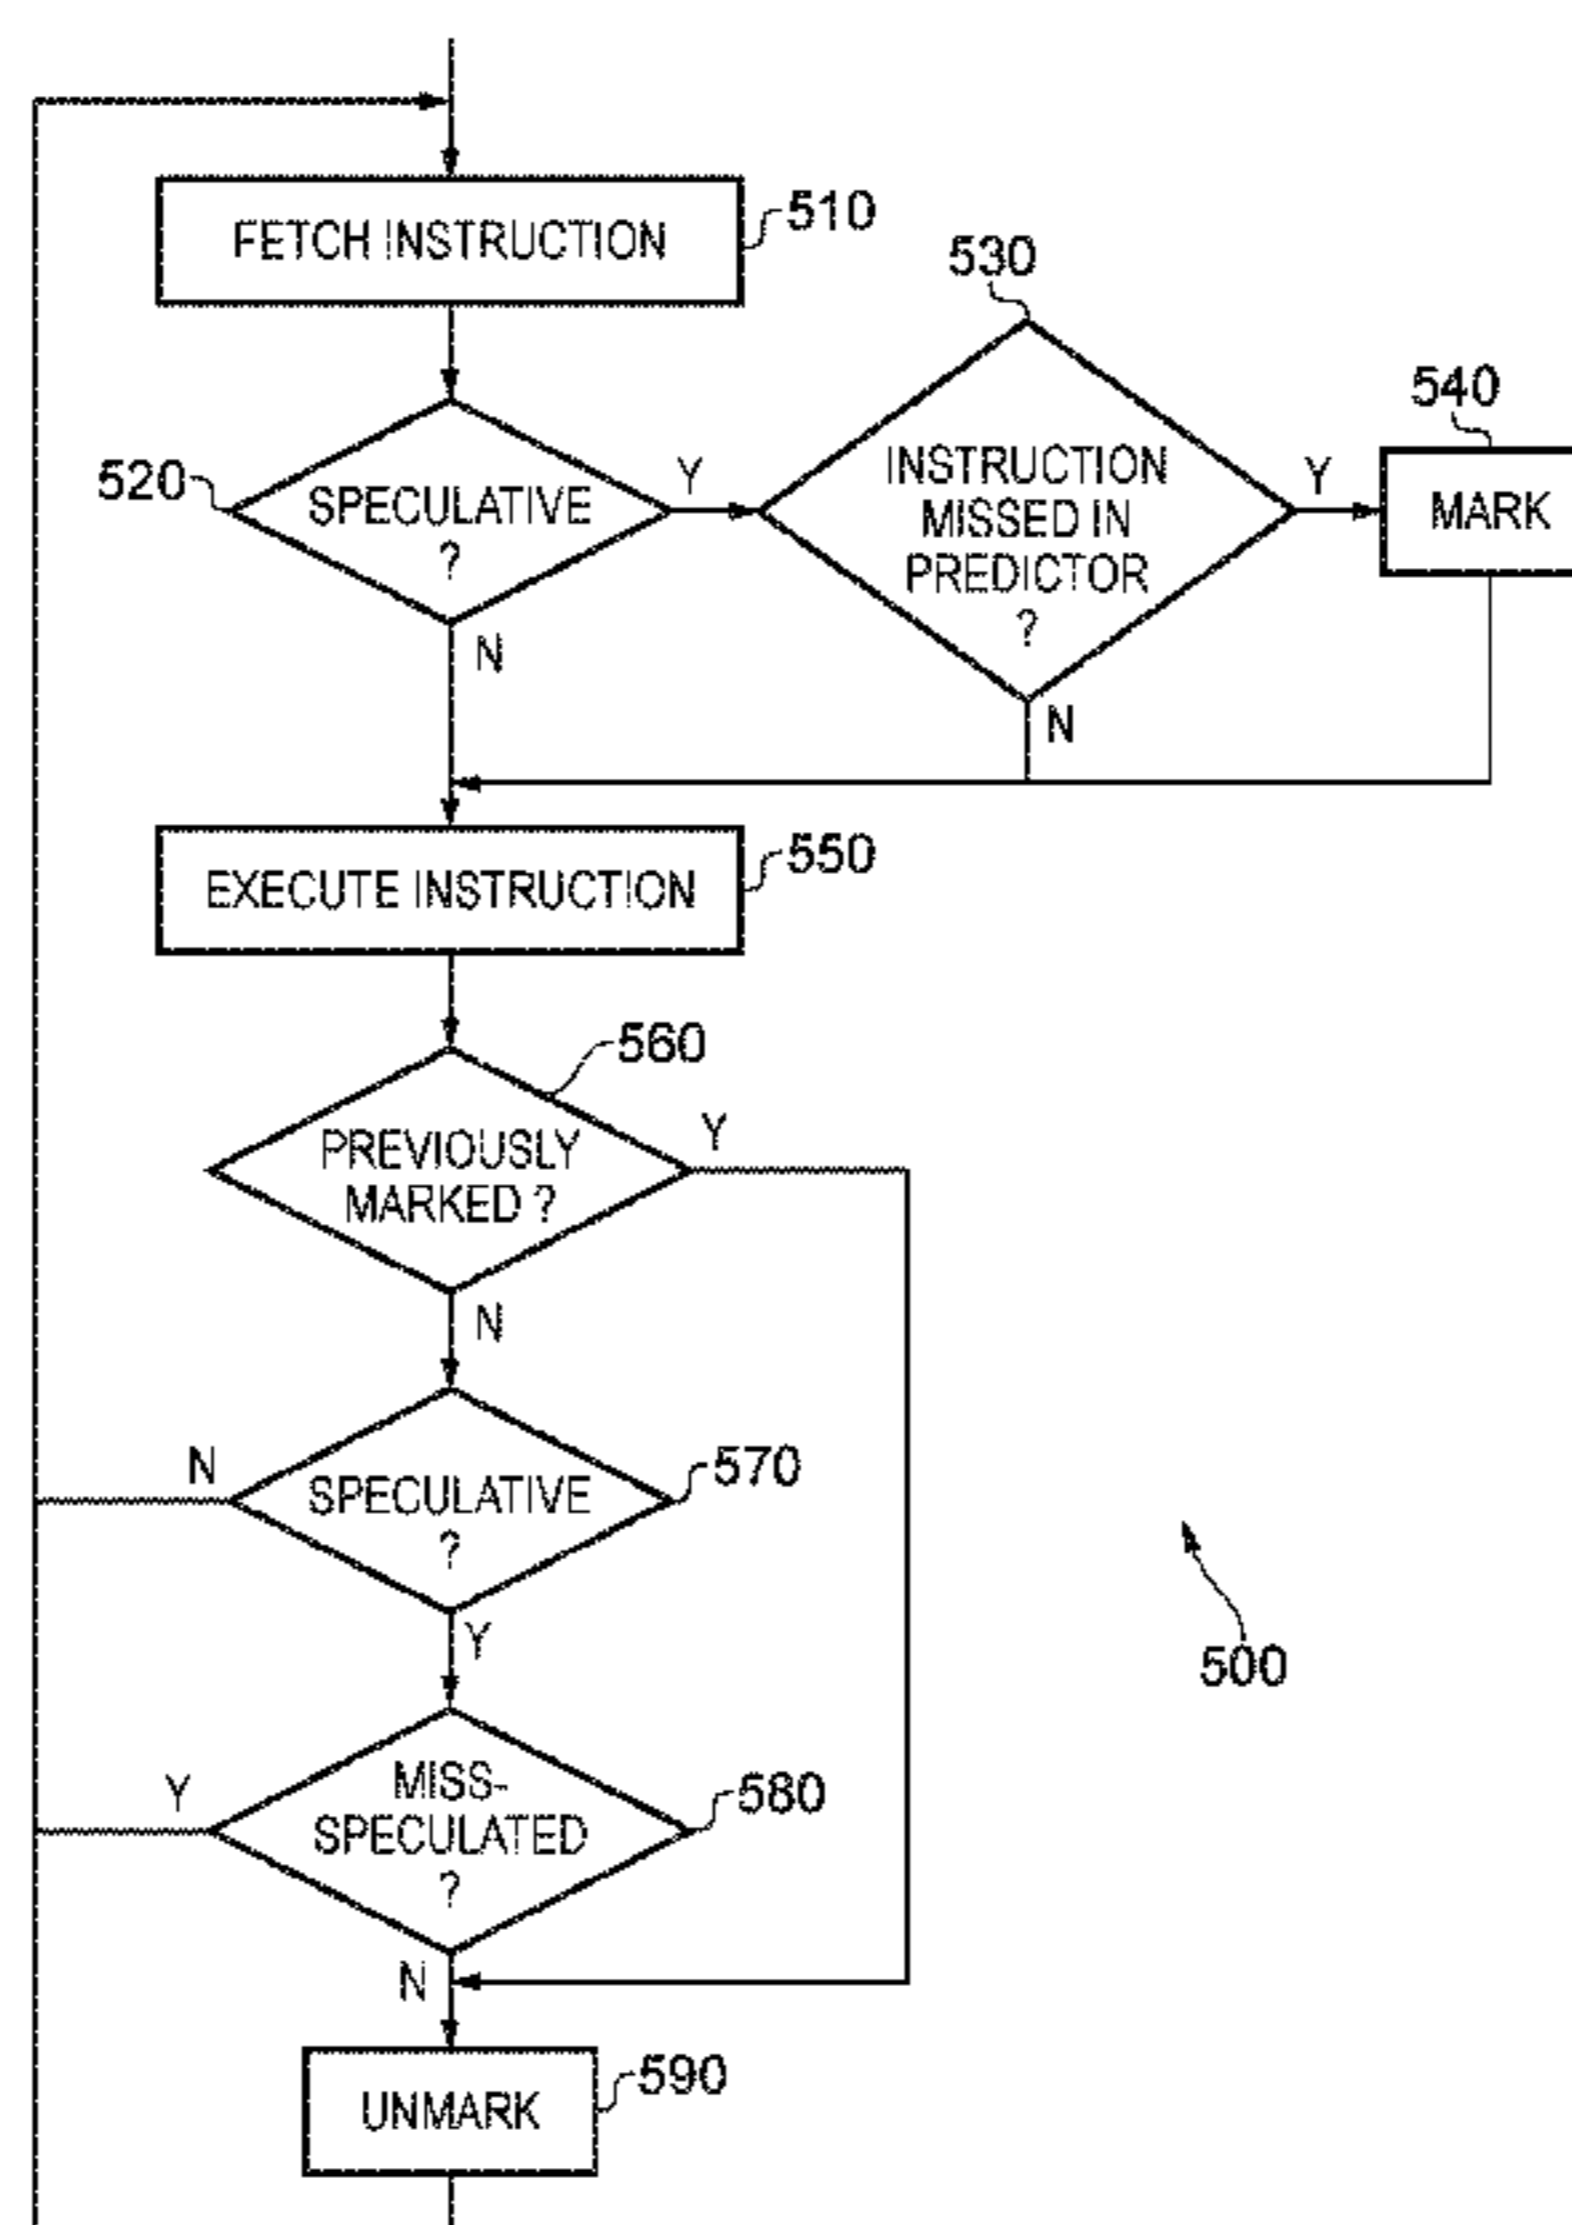 FETCH INSTRUCTION
510
530
540
520
SPECULATIVE
?
Y
INSTRUCTION
MISSED IN
PREDICTOR
?
Y
MARK
N
N
EXECUTE INSTRUCTION
550
560
PREVIOUSLY
MARKED ?
Y
N
N
SPECULATIVE
?
570
Y
500
Y
MISS-
SPECULATED
?
580
N
UNMARK
590